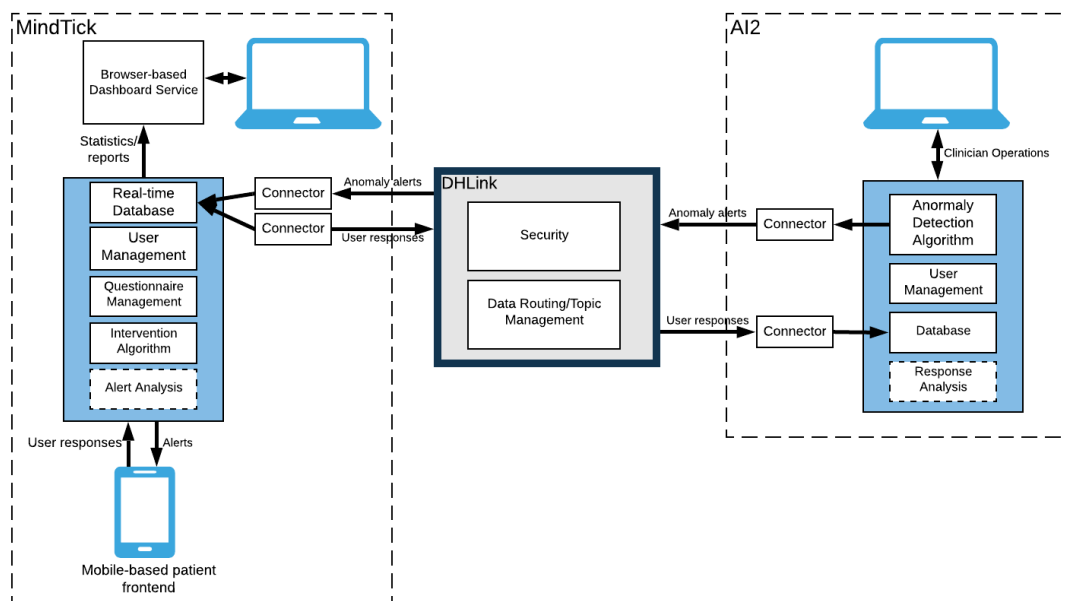 MindTick
AI2
Browser-based
Dashboard Service
Statistics/
reports
Clinician Operations
DHLink
Real-time
Database
Connector
Anomaly alerts
Connector
User responses
User
Management
Questionnaire
Management
Intervention
Algorithm
Alert Analysis
Security
Data Routing/Topic
Management
Anomaly alerts
Connector
User responses
Connector
Anormaly
Detection
Algorithm
User
Management
Database
Response
Analysis
User responses
Alerts
Mobile-based patient
frontend